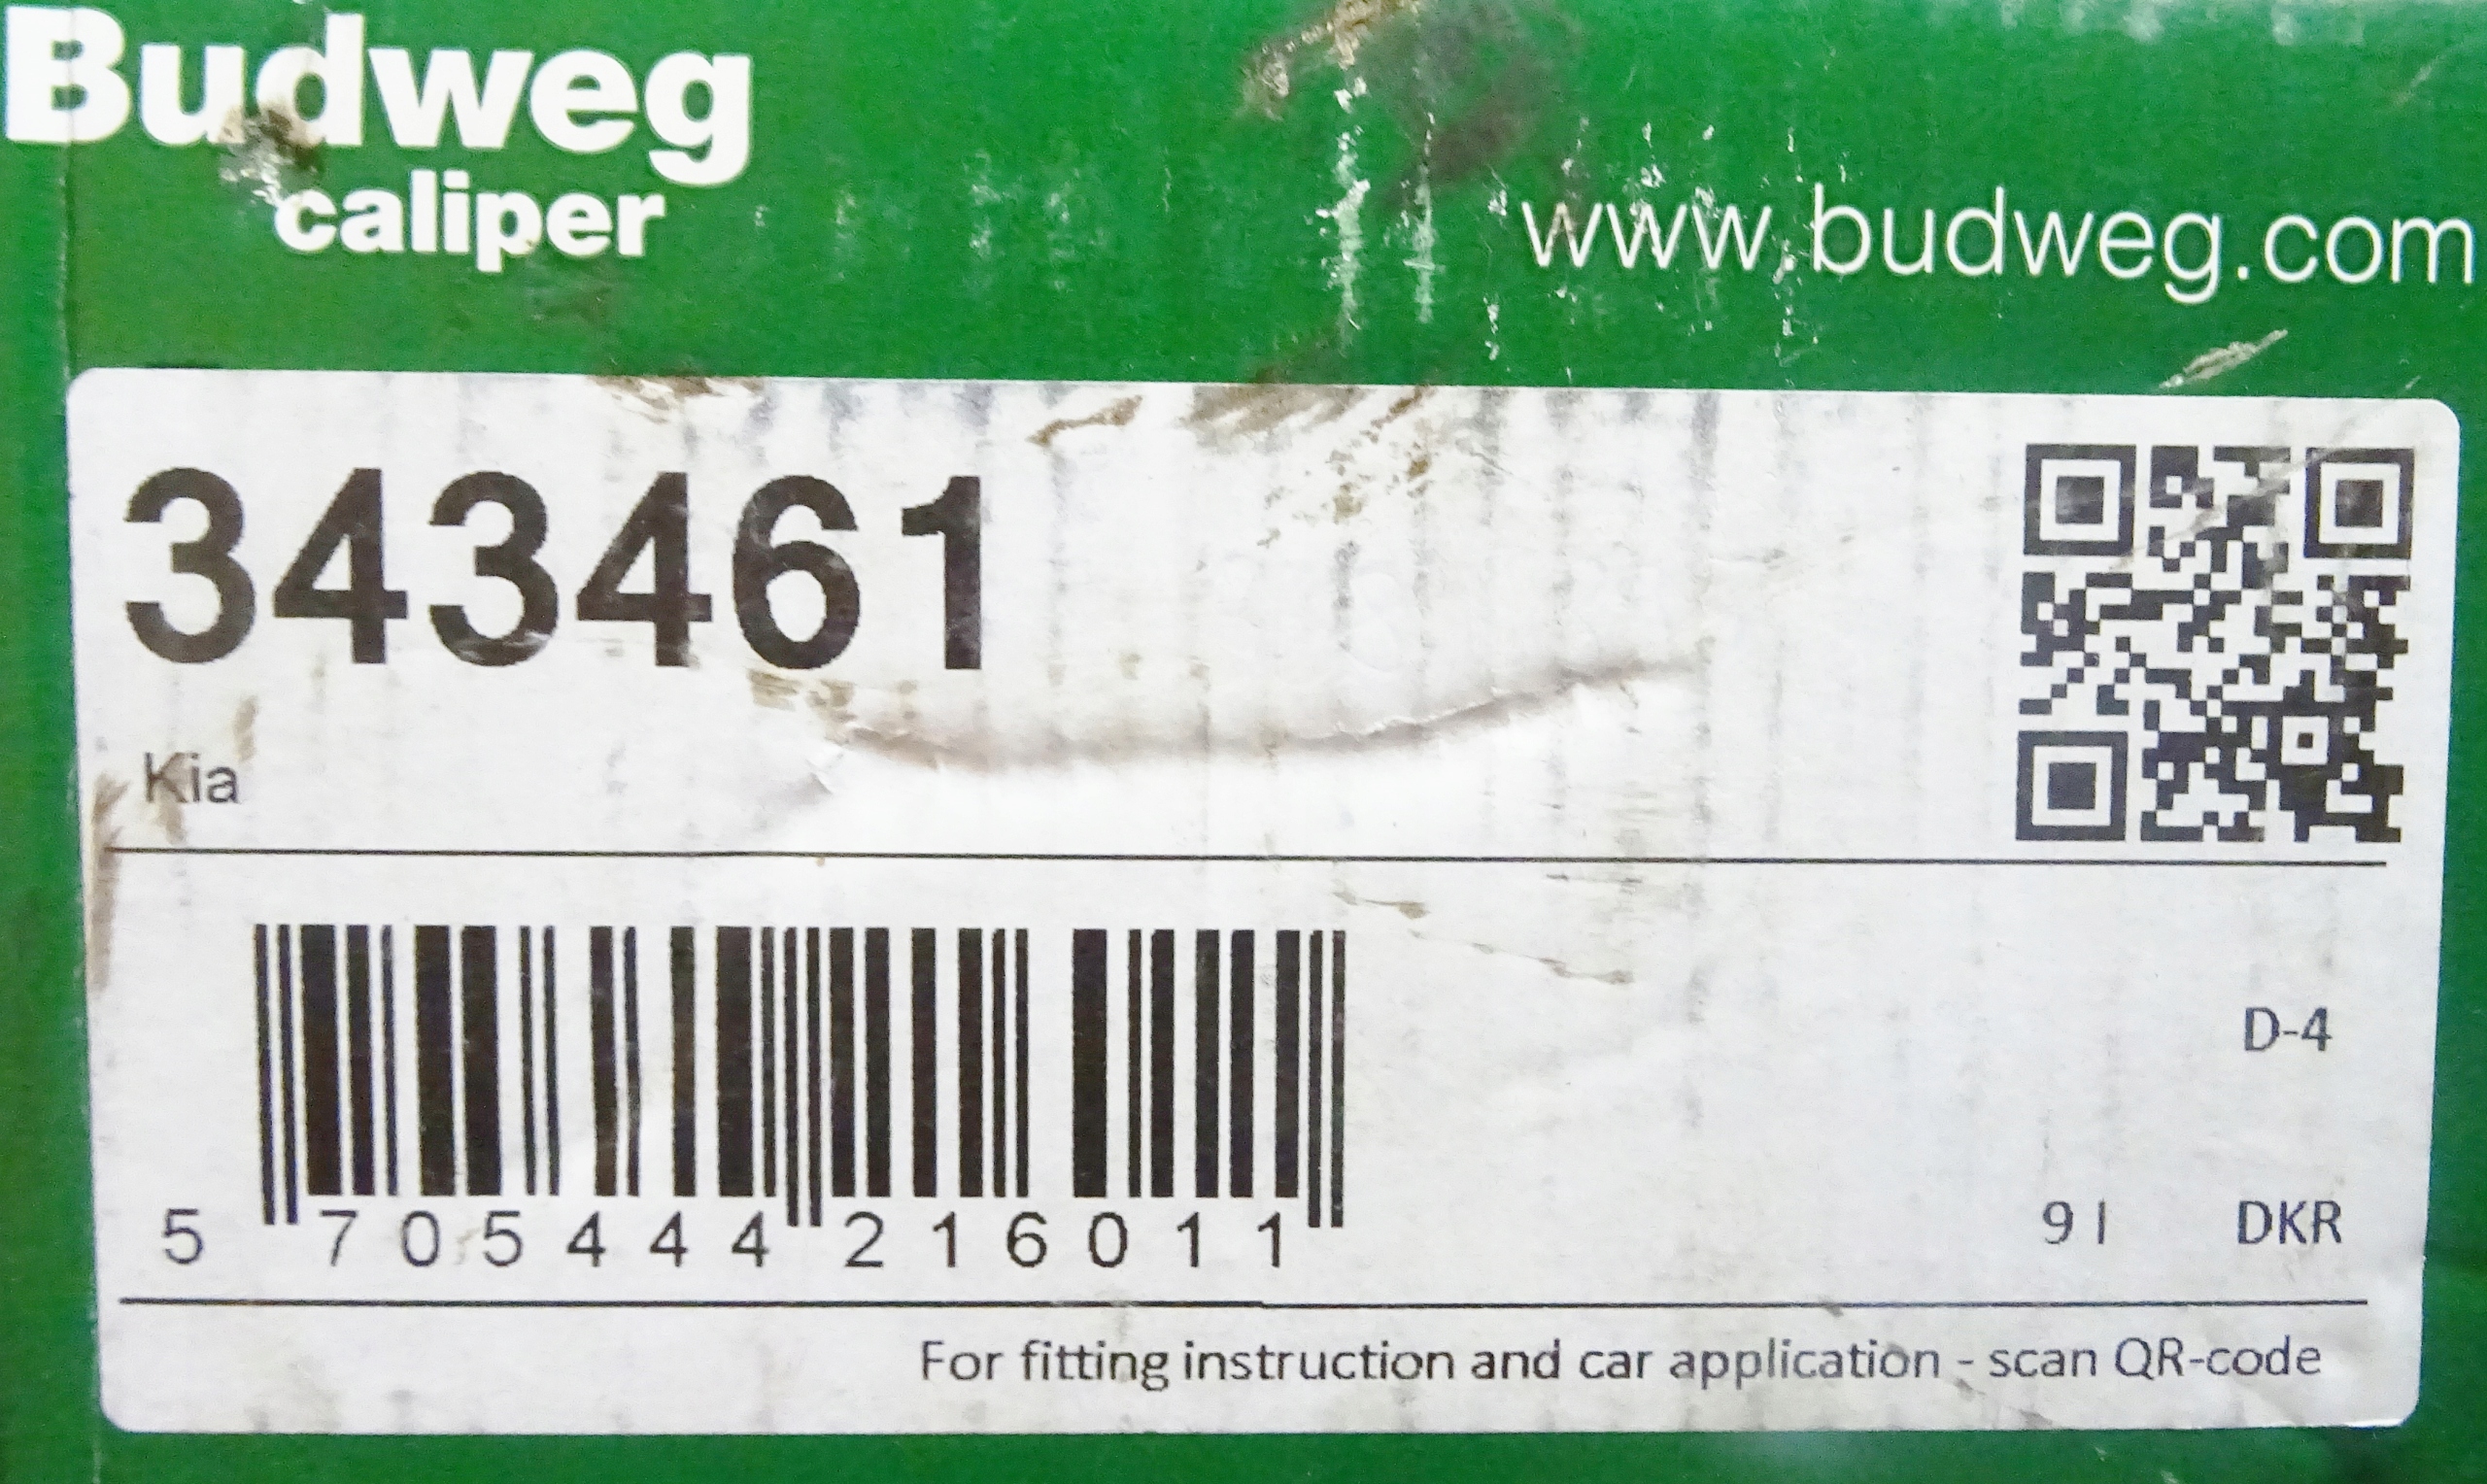 Budweg
caliper
www.budweg.com
343461
Kia
D-4
5 705444 216011
9 I DKR
For fitting instruction and car application - scan QR-code